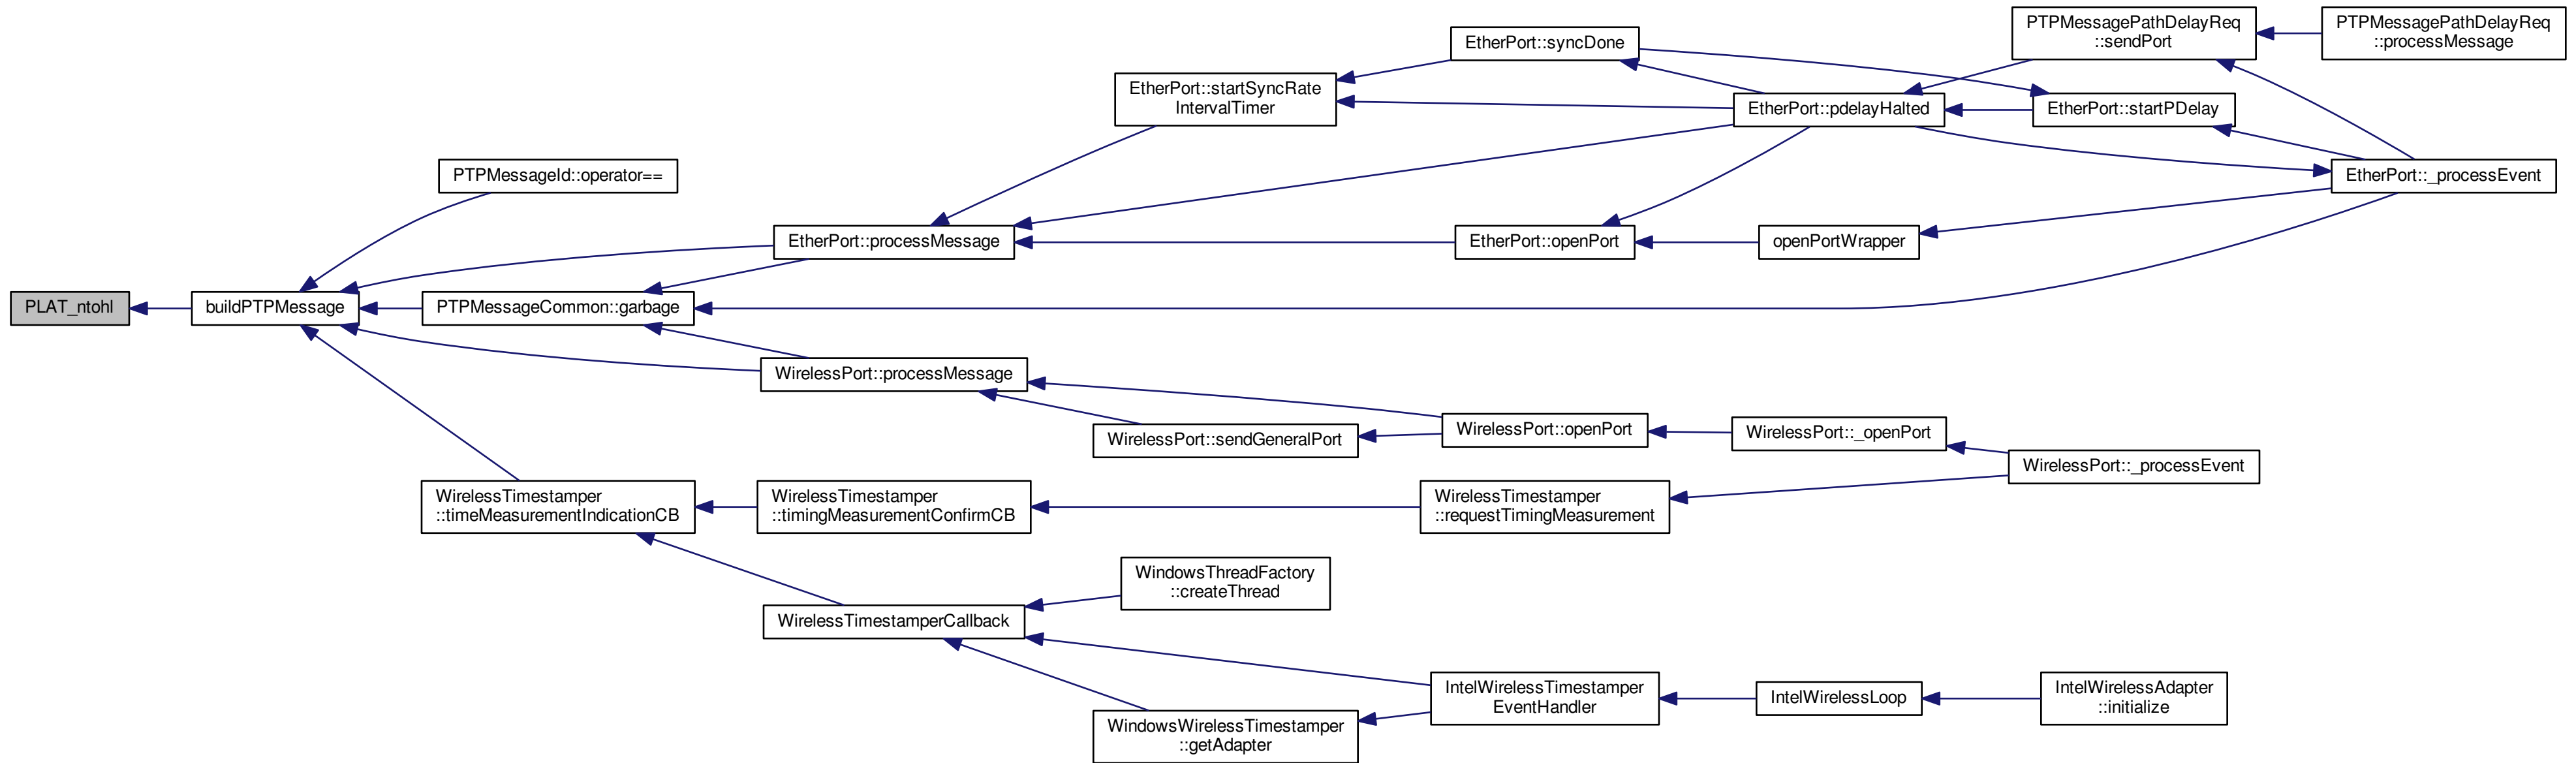 PLAT_ntohl
buildPTPMessage
PTPMessageId::operator==
EtherPort::processMessage
PTPMessageCommon::garbage
WirelessPort::processMessage
WirelessTimestamper
::timeMeasurementIndicationCB
EtherPort::startSyncRate
IntervalTimer
EtherPort::syncDone
EtherPort::pdelayHalted
PTPMessagePathDelayReq
::sendPort
PTPMessagePathDelayReq
::processMessage
EtherPort::startPDelay
EtherPort::_processEvent
EtherPort::openPort
openPortWrapper
WirelessPort::sendGeneralPort
WirelessPort::openPort
WirelessPort::_openPort
WirelessPort::_processEvent
WirelessTimestamper
::timingMeasurementConfirmCB
WirelessTimestamper
::requestTimingMeasurement
WirelessTimestamperCallback
WindowsThreadFactory
::createThread
IntelWirelessTimestamper
EventHandler
WindowsWirelessTimestamper
::getAdapter
IntelWirelessLoop
IntelWirelessAdapter
::initialize